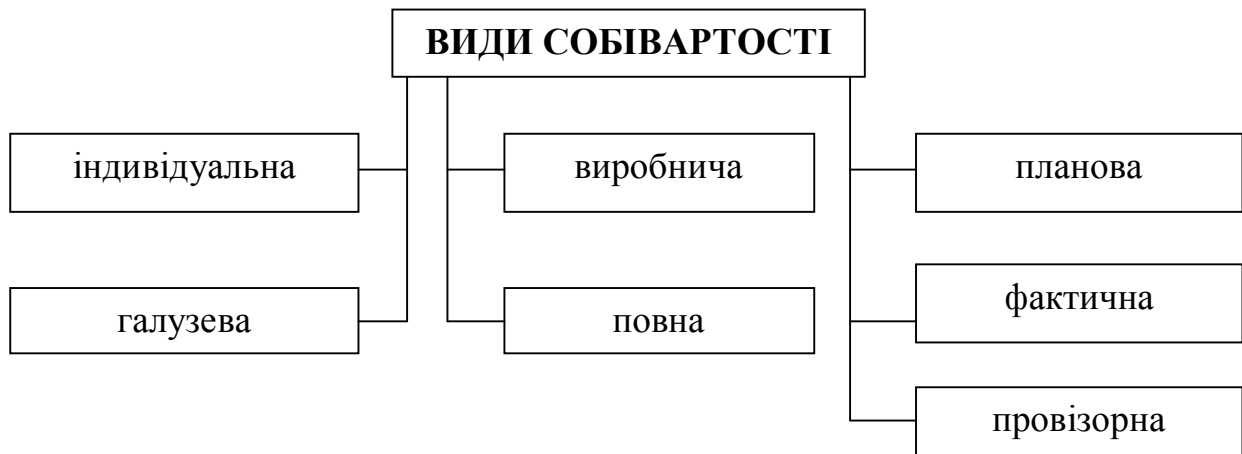 ВИДИ СОБІВАРТОСТІ
індивідуальна
галузева
виробнича
повна
планова
фактична
провізорна